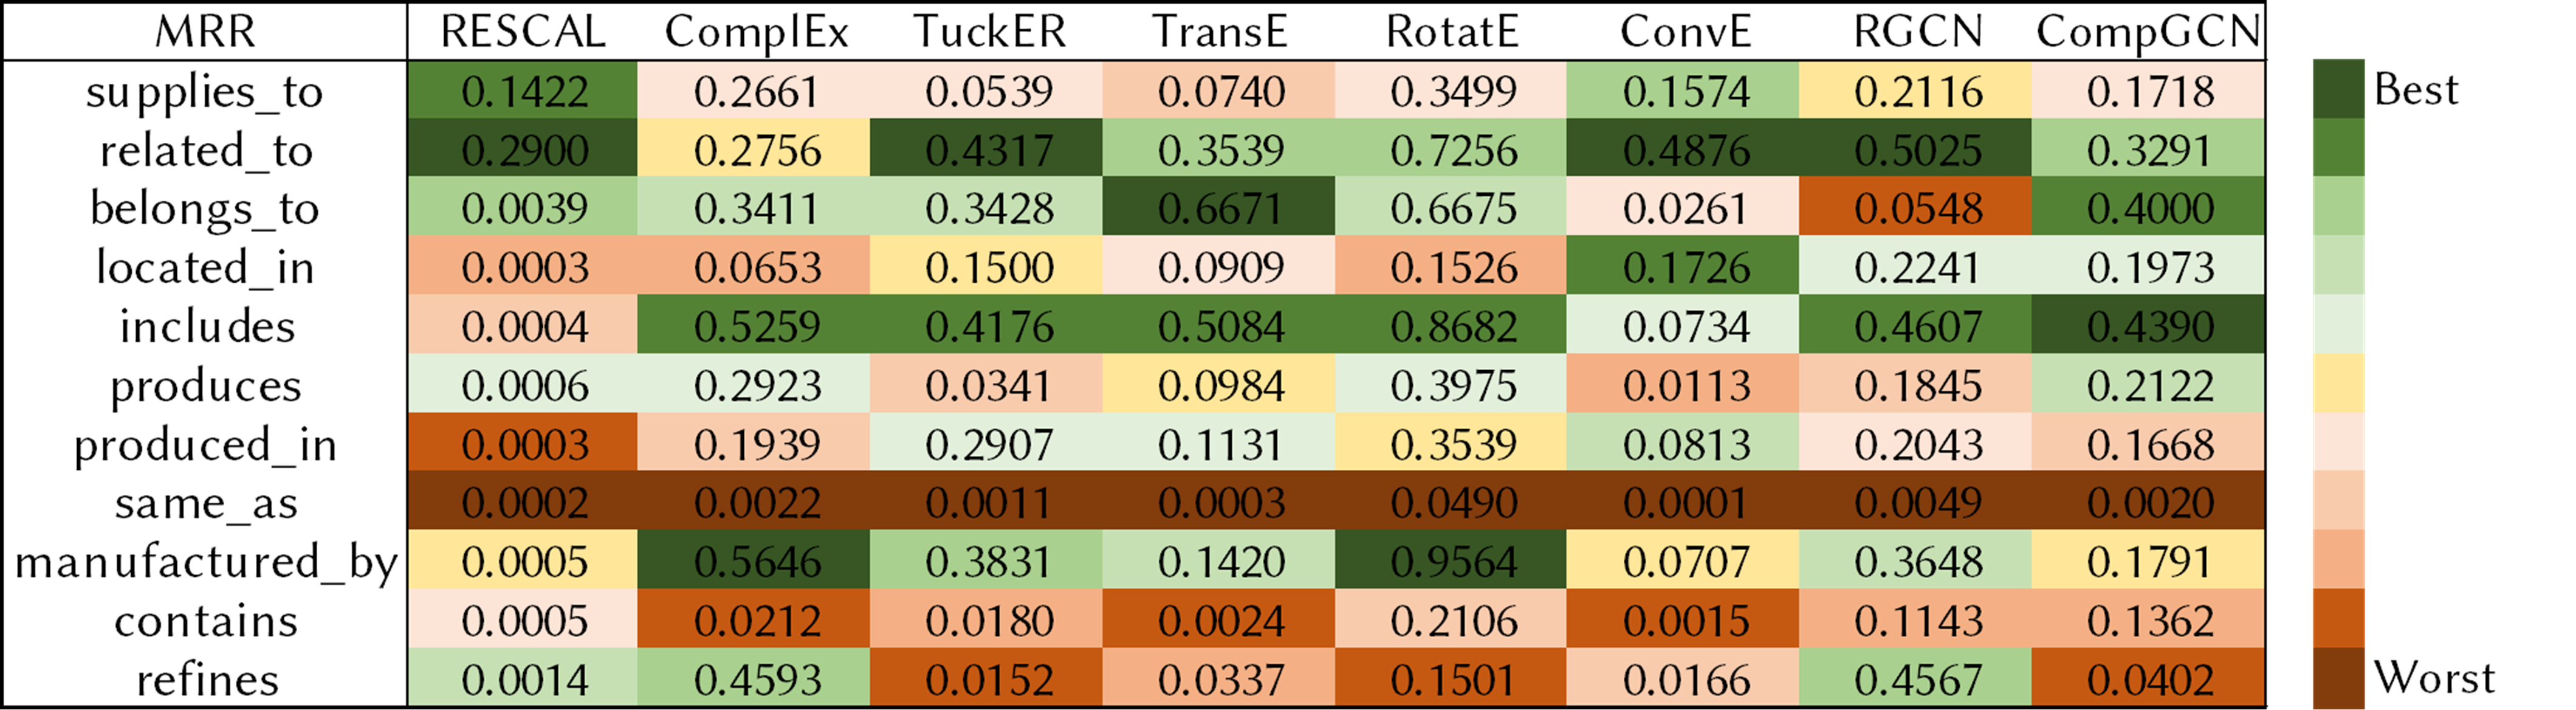 MRR RESCAL ComplEx TuckER TransE RotatE ConvE RGCN CompGCN
supplies_to 0.1422 0.2661 0.0539 0.0740 0.3499 0.1574 0.2116 0.1718 Best
related_to 0.2900 0.2756 0.4317 0.3539 0.7256 0.4876 0.5025 0.3291
belongs_to 0.0039 0.3411 0.3428 0.6671 0.6675 0.0261 0.0548 0.4000
located_in 0.0003 0.0653 0.1500 0.0909 0.1526 0.1726 0.2241 0.1973
includes 0.0004 0.5259 0.4176 0.5084 0.8682 0.0734 0.4607 0.4390
produces 0.0006 0.2923 0.0341 0.0984 0.3975 0.0113 0.1845 0.2122
produced_in 0.0003 0.1939 0.2907 0.1131 0.3539 0.0813 0.2043 0.1668
same_as 0.0002 0.0022 0.0011 0.0003 0.0490 0.0001 0.0049 0.0020
manufactured_by 0.0005 0.5646 0.3831 0.1420 0.9564 0.0707 0.3648 0.1791
contains 0.0005 0.0212 0.0180 0.0024 0.2106 0.0015 0.1143 0.1362
refines 0.0014 0.4593 0.0152 0.0337 0.1501 0.0166 0.4567 0.0402 Worst